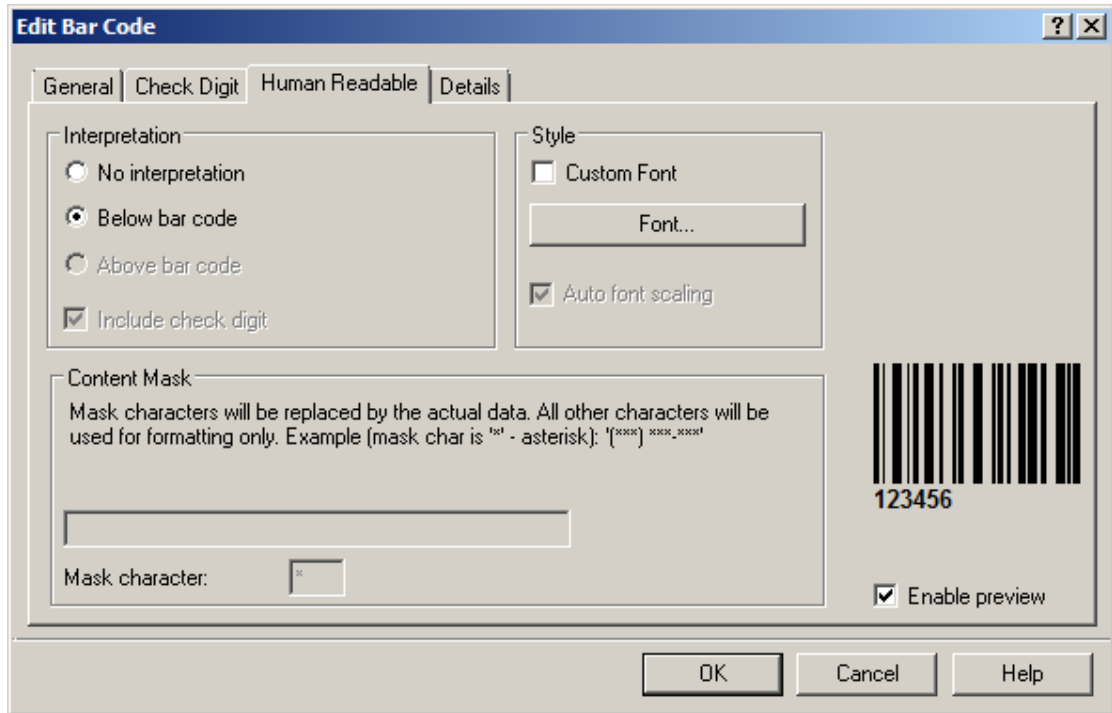 Edit Bar Code
General
Check Digit
Human Readable
Details
Interpretation
No interpretation
Below bar code
Above bar code
Include check digit
Style
Custom Font
Font...
Auto font scaling
Content Mask
Mask characters will be replaced by the actual data. All other characters will be
used for formatting only. Example (mask char is '*' - asterisk): '(***) ***-***'
Mask character:
*
123456
Enable preview
OK
Cancel
Help